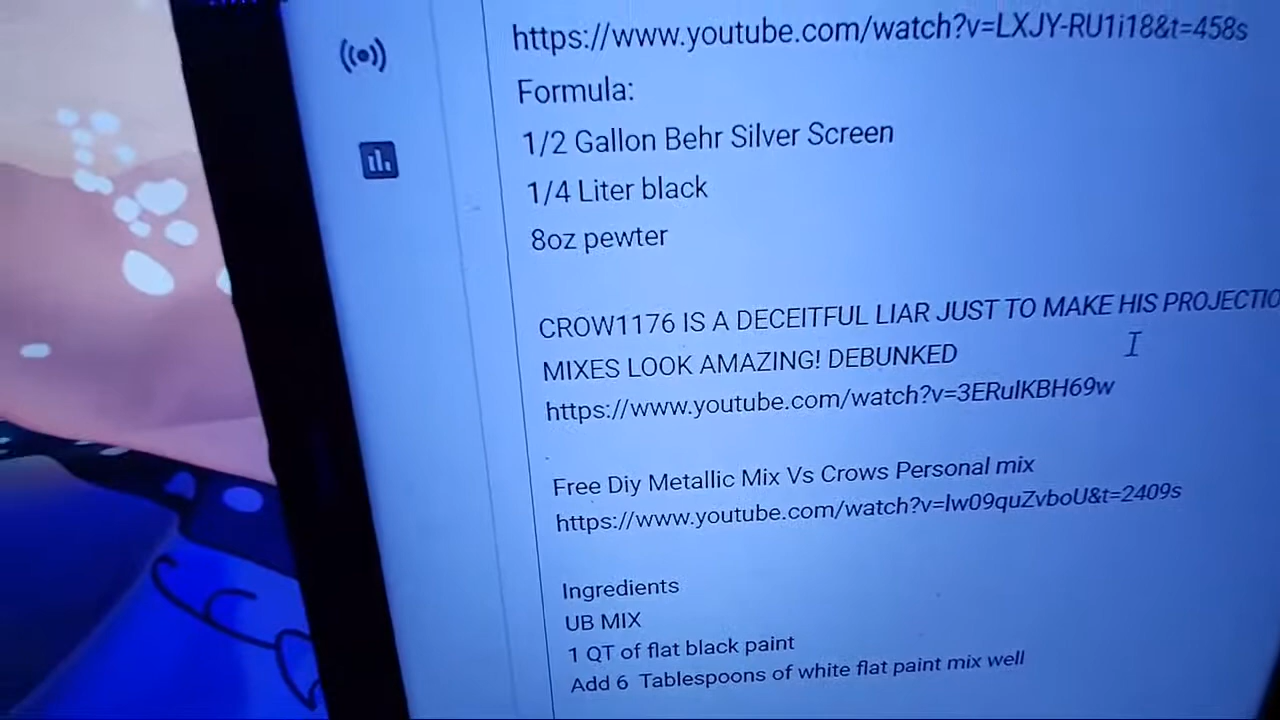 https://www.youtube.com/watch?v=LXJY-RU1i18&t=458s
Formula:
1/2 Gallon Behr Silver Screen
1/4 Liter black
8oz pewter
CROW1176 IS A DECEITFUL LIAR JUST TO MAKE HIS PROJECTIO
MIXES LOOK AMAZING! DEBUNKED
https://www.youtube.com/watch?v=3ERulKBH69w
Free Diy Metallic Mix Vs Crows Personal mix
https://www.youtube.com/watch?v=lw09quZvboU&t=2409s
Ingredients
UB MIX
1 QT of flat black paint
Add 6 Tablespoons of white flat paint mix well